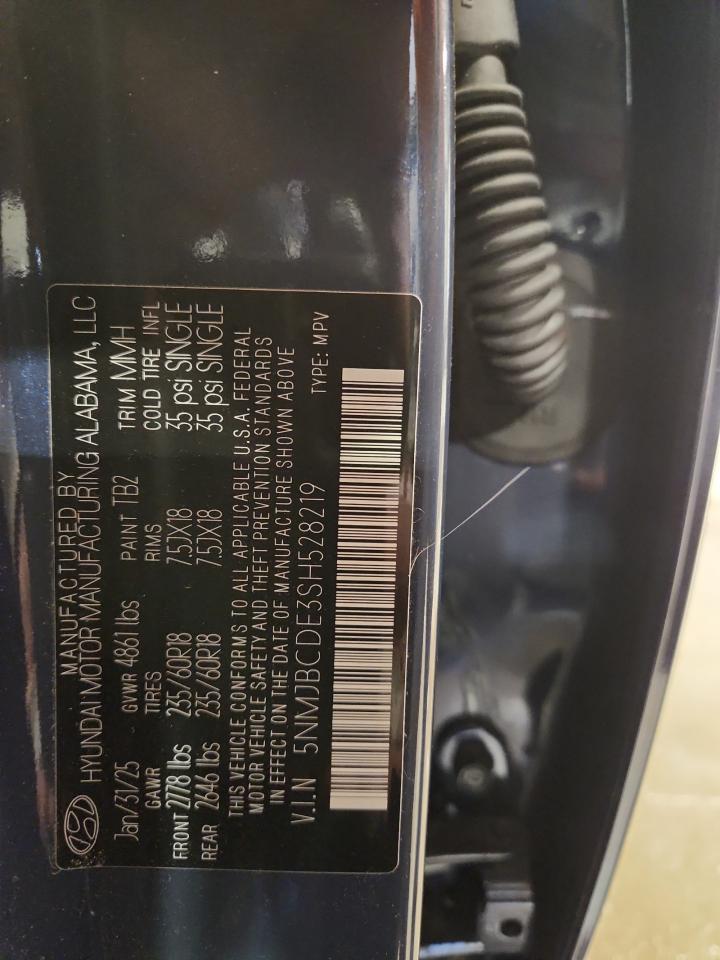 MANUFACTURED BY
HYUNDAI MOTOR MANUFACTURING ALABAMA, LLC
Jan/31/25 GVWR 4861 lbs PAINT TB2 TRIM MMH
GAWR TIRES RIMS COLD TIRE INFL
FRONT 2778 lbs 235/60R18 7.5JX18 35 psi SINGLE
REAR 2646 lbs 235/60R18 7.5JX18 35 psi SINGLE
THIS VEHICLE CONFORMS TO ALL APPLICABLE U.S.A. FEDERAL
MOTOR VEHICLE SAFETY AND THEFT PREVENTION STANDARDS
IN EFFECT ON THE DATE OF MANUFACTURE SHOWN ABOVE
V.I.N 5NMJBCDE3SH528219 TYPE: MPV